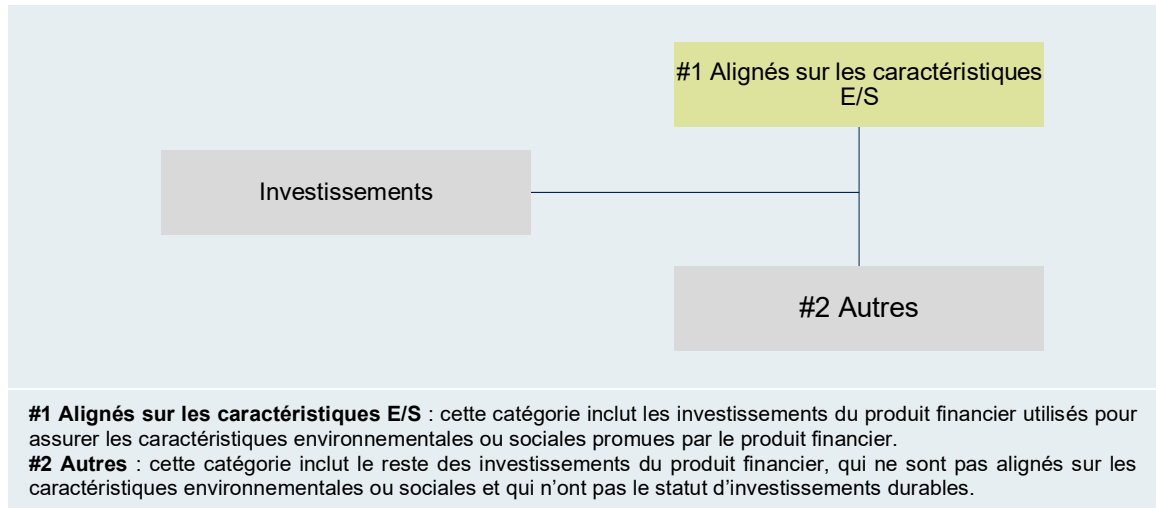 #1 Alignés sur les caractéristiques
E/S
Investissements
#2 Autres
#1 Alignés sur les caractéristiques E/S : cette catégorie inclut les investissements du produit financier utilisés pour
assurer les caractéristiques environnementales ou sociales promues par le produit financier.
#2 Autres : cette catégorie inclut le reste des investissements du produit financier, qui ne sont pas alignés sur les
caractéristiques environnementales ou sociales et qui n’ont pas le statut d’investissements durables.